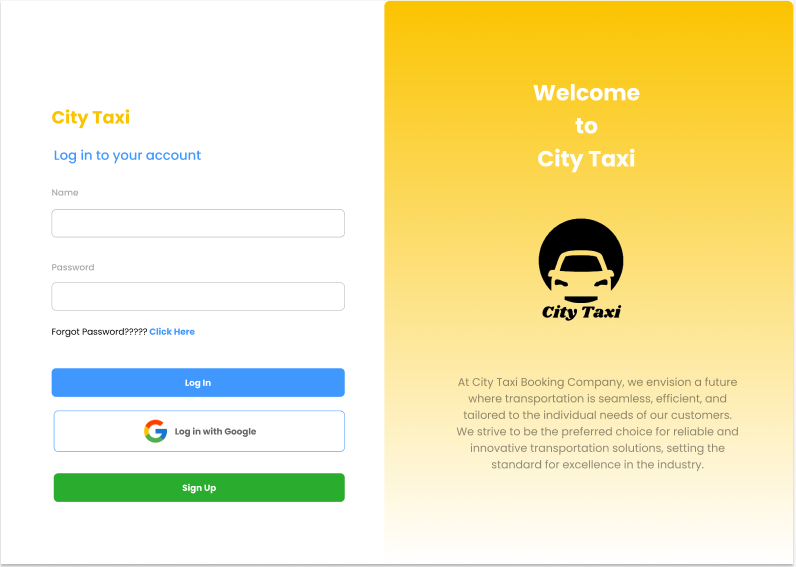 City Taxi
Log in to your account
Name
Password
Forgot Password????? Click Here
Log In
Log in with Google
Sign Up
Welcome
to
City Taxi
City Taxi
At City Taxi Booking Company, we envision a future
where transportation is seamless, efficient, and
tailored to the individual needs of our customers.
We strive to be the preferred choice for reliable and
innovative transportation solutions, setting the
standard for excellence in the industry.